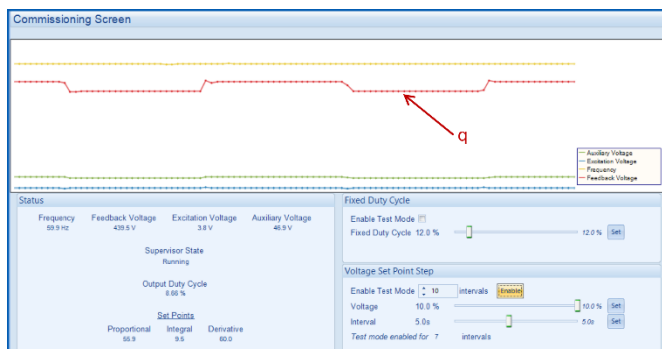 Commissioning Screen
q
Auxiliary Voltage
Excitation Voltage
Frequency
Feedback Voltage
Status
Frequency Feedback Voltage Excitation Voltage Auxiliary Voltage
59.9 Hz 439.5 V 3.8 V 46.9 V
Supervisor State
Running
Output Duty Cycle
8.66 %
Set Points
Proportional Integral Derivative
55.9 9.5 60.0
Fixed Duty Cycle
Enable Test Mode
Fixed Duty Cycle 12.0 % 12.0 % Set
Voltage Set Point Step
Enable Test Mode 10 intervals Enable
Voltage 10.0 % 10.0 % Set
Interval 5.0s 5.0s Set
Test mode enabled for 7 intervals